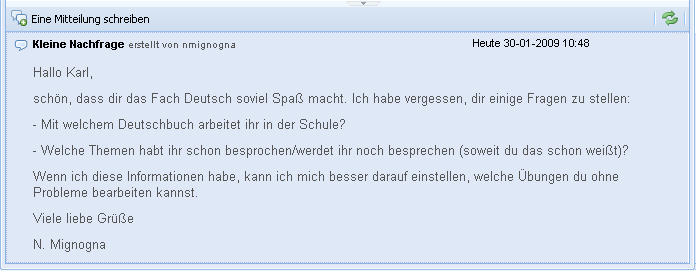 Eine Mitteilung schreiben
Kleine Nachfrage erstellt von nmignogna Heute 30-01-2009 10:48
Hallo Karl,
schön, dass dir das Fach Deutsch soviel Spaß macht. Ich habe vergessen, dir einige Fragen zu stellen:
- Mit welchem Deutschbuch arbeitet ihr in der Schule?
- Welche Themen habt ihr schon besprochen/werdet ihr noch besprechen (soweit du das schon weißt)?
Wenn ich diese Informationen habe, kann ich mich besser darauf einstellen, welche Übungen du ohne
Probleme bearbeiten kannst.
Viele liebe Grüße
N. Mignogna